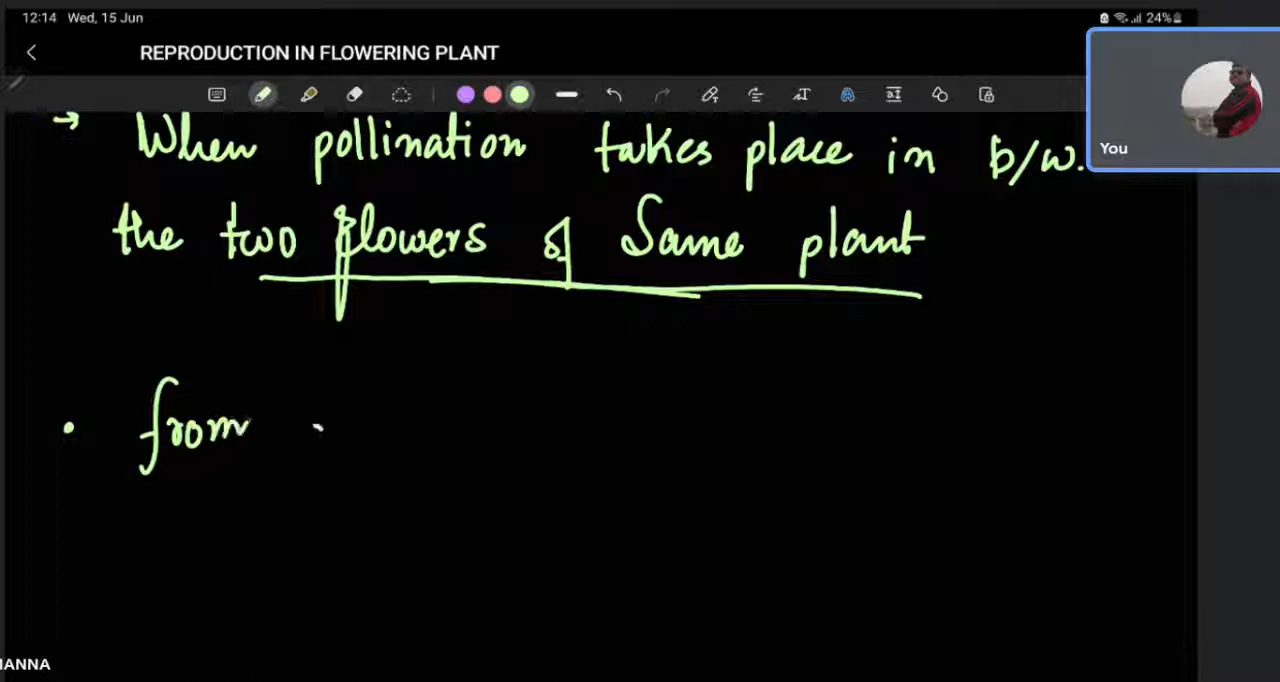 12:14 Wed, 15 Jun
24%
REPRODUCTION IN FLOWERING PLANT
You
→ When pollination takes place in b/w.
the two flowers of Same plant
• from
MANNA